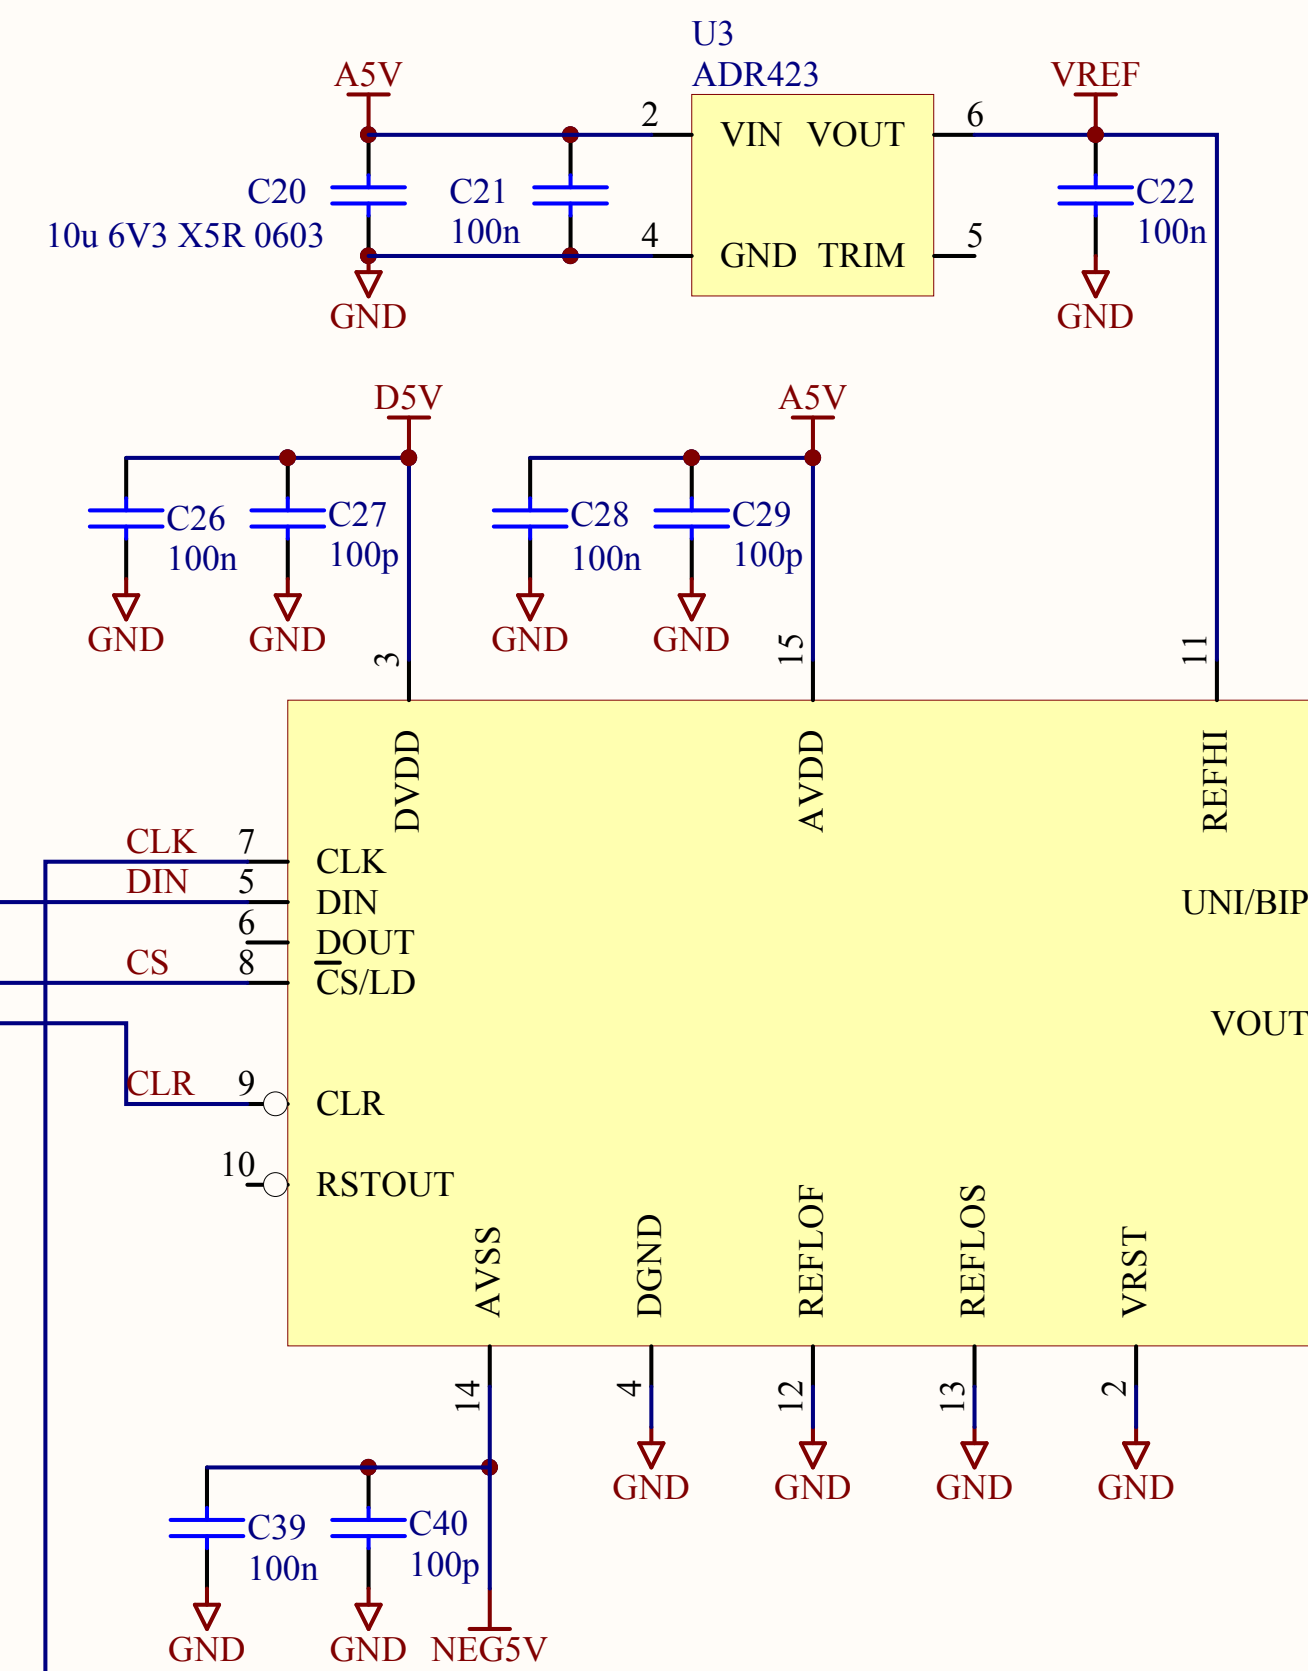 U3
ADR423
A5V
VREF
2
VIN
VOUT
6
C20
10u 6V3 X5R 0603
C21
100n
C22
100n
4
GND
TRIM
5
GND
GND
D5V
A5V
C26
100n
C27
100p
C28
100n
C29
100p
GND
GND
GND
GND
3
15
11
DVDD
AVDD
REFHI
CLK
7
CLK
DIN
5
DIN
UNI/BIP
6
DOUT
CS
8
CS/LD
VOUT
CLR
9
CLR
10
RSTOUT
AVSS
DGND
REFLOF
REFLOS
VRST
14
4
12
13
2
GND
GND
GND
GND
C39
100n
C40
100p
GND
GND
NEG5V